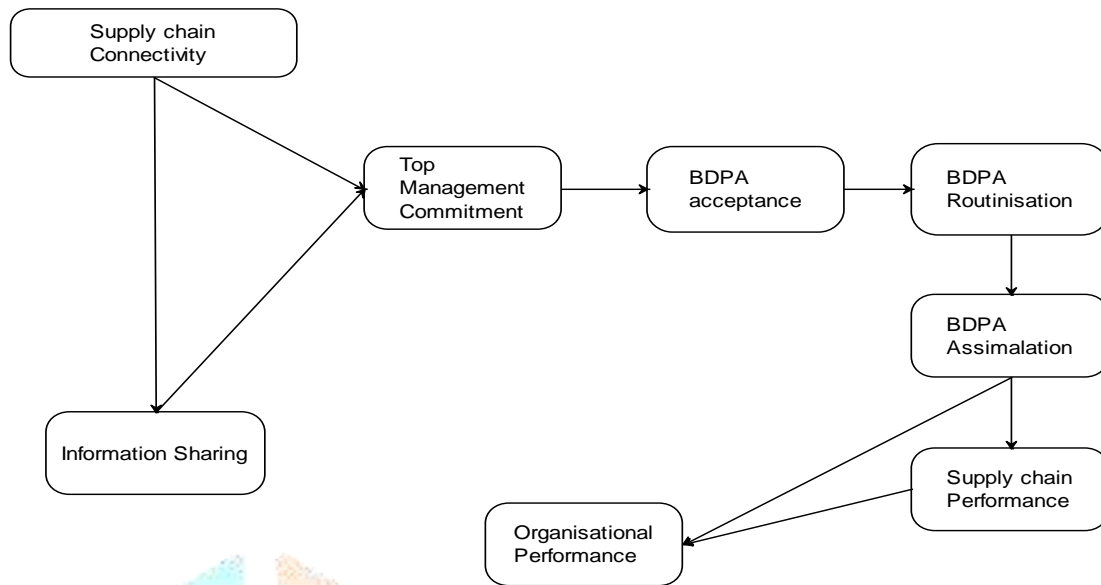 Supply chain
Connectivity
Top
Management
Commitment
BDPA
acceptance
BDPA
Routinisation
BDPA
Assimalation
Information Sharing
Supply chain
Performance
Organisational
Performance